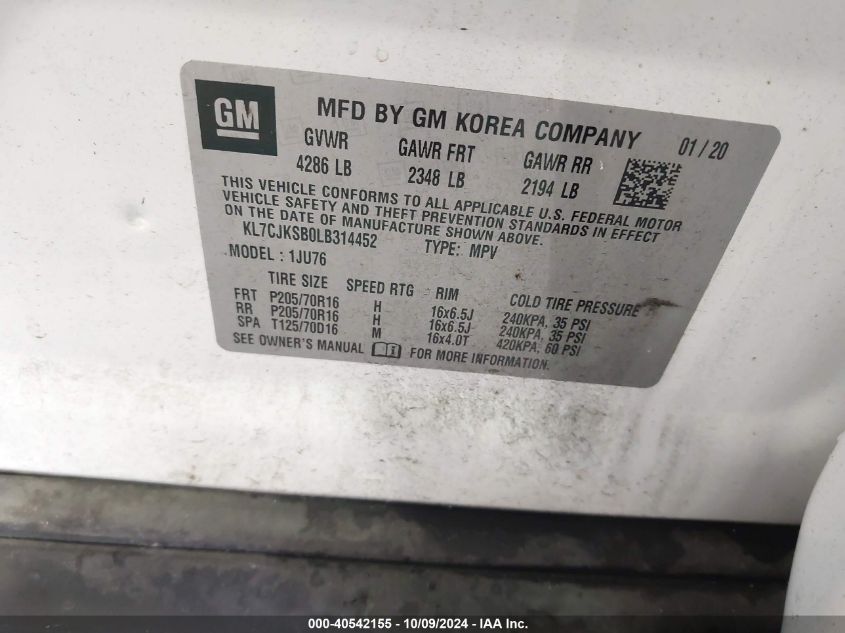 GM
MFD BY GM KOREA COMPANY 01/20
GVWR GAWR FRT GAWR RR
4286 LB 2348 LB 2194 LB
THIS VEHICLE CONFORMS TO ALL APPLICABLE U.S. FEDERAL MOTOR
VEHICLE SAFETY AND THEFT PREVENTION STANDARDS IN EFFECT
ON THE DATE OF MANUFACTURE SHOWN ABOVE.
KL7CJKSB0LB314452 TYPE: MPV
MODEL : 1JU76
TIRE SIZE SPEED RTG RIM COLD TIRE PRESSURE
FRT P205/70R16 H 16x6.5J 240KPA, 35 PSI
RR P205/70R16 H 16x6.5J 240KPA, 35 PSI
SPA T125/70D16 M 16x4.0T 420KPA, 60 PSI
SEE OWNER'S MANUAL FOR MORE INFORMATION.
000-40542155 - 10/09/2024 - IAA Inc.